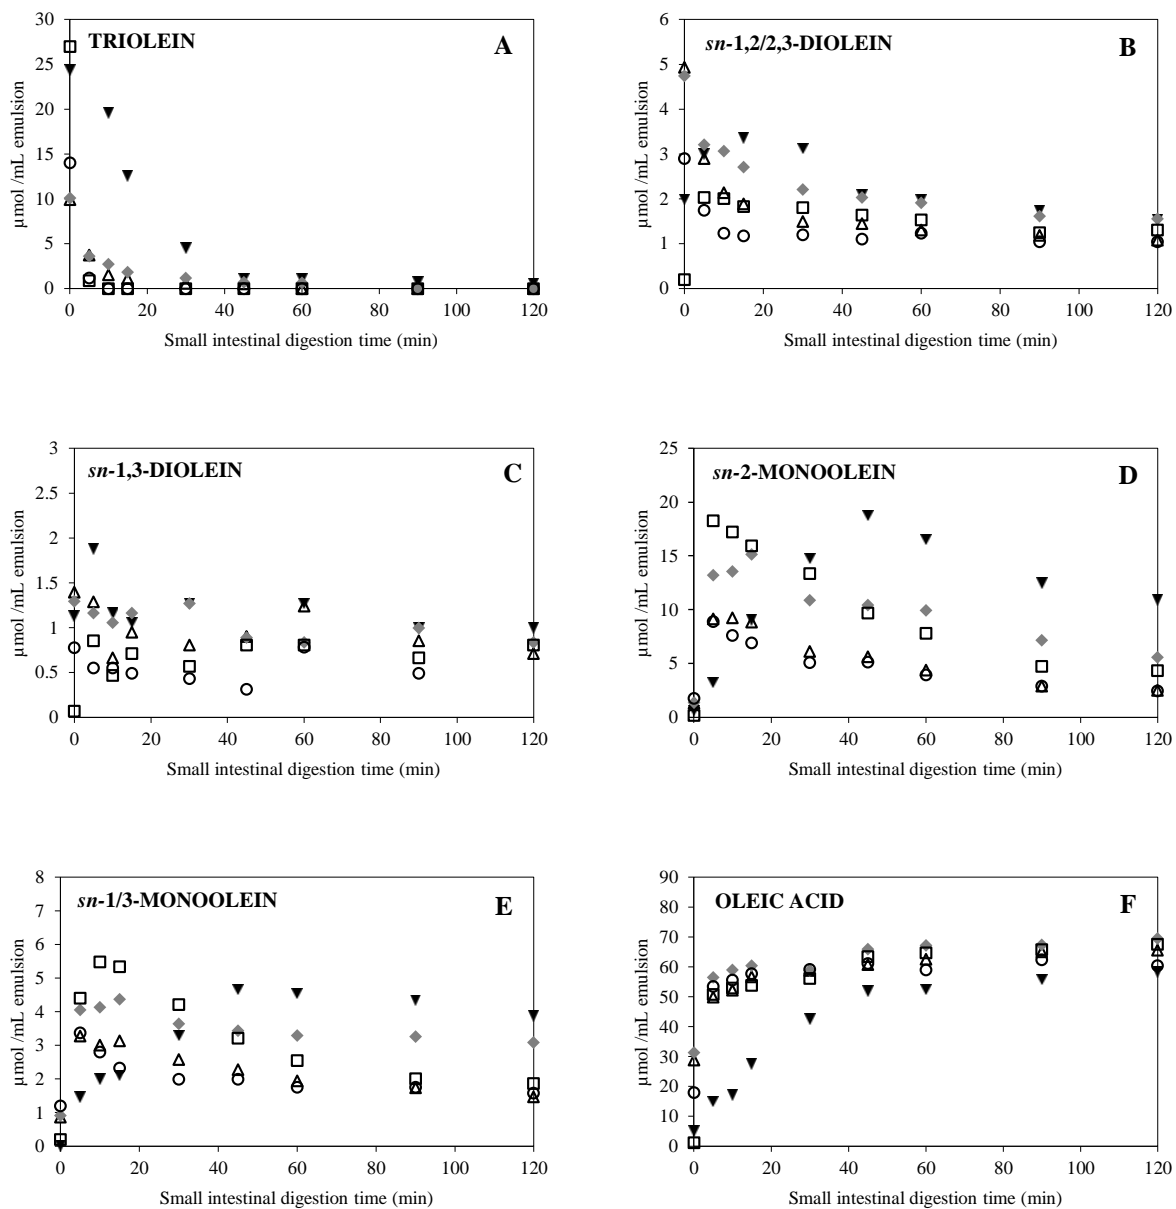 TRIOLEIN
A
µmol /mL emulsion
30
25
20
15
10
5
0
0 20 40 60 80 100 120
Small intestinal digestion time (min)
sn-1,2/2,3-DIOLEIN
B
µmol /mL emulsion
6
5
4
3
2
1
0
0 20 40 60 80 100 120
Small intestinal digestion time (min)
sn-1,3-DIOLEIN
C
µmol /mL emulsion
3
2.5
2
1.5
1
0.5
0
0 20 40 60 80 100 120
Small intestinal digestion time (min)
sn-2-MONOOLEIN
D
µmol /mL emulsion
25
20
15
10
5
0
0 20 40 60 80 100 120
Small intestinal digestion time (min)
sn-1/3-MONOOLEIN
E
µmol /mL emulsion
8
7
6
5
4
3
2
1
0
0 20 40 60 80 100 120
Small intestinal digestion time (min)
OLEIC ACID
F
µmol /mL emulsion
90
80
70
60
50
40
30
20
10
0
0 20 40 60 80 100 120
Small intestinal digestion time (min)